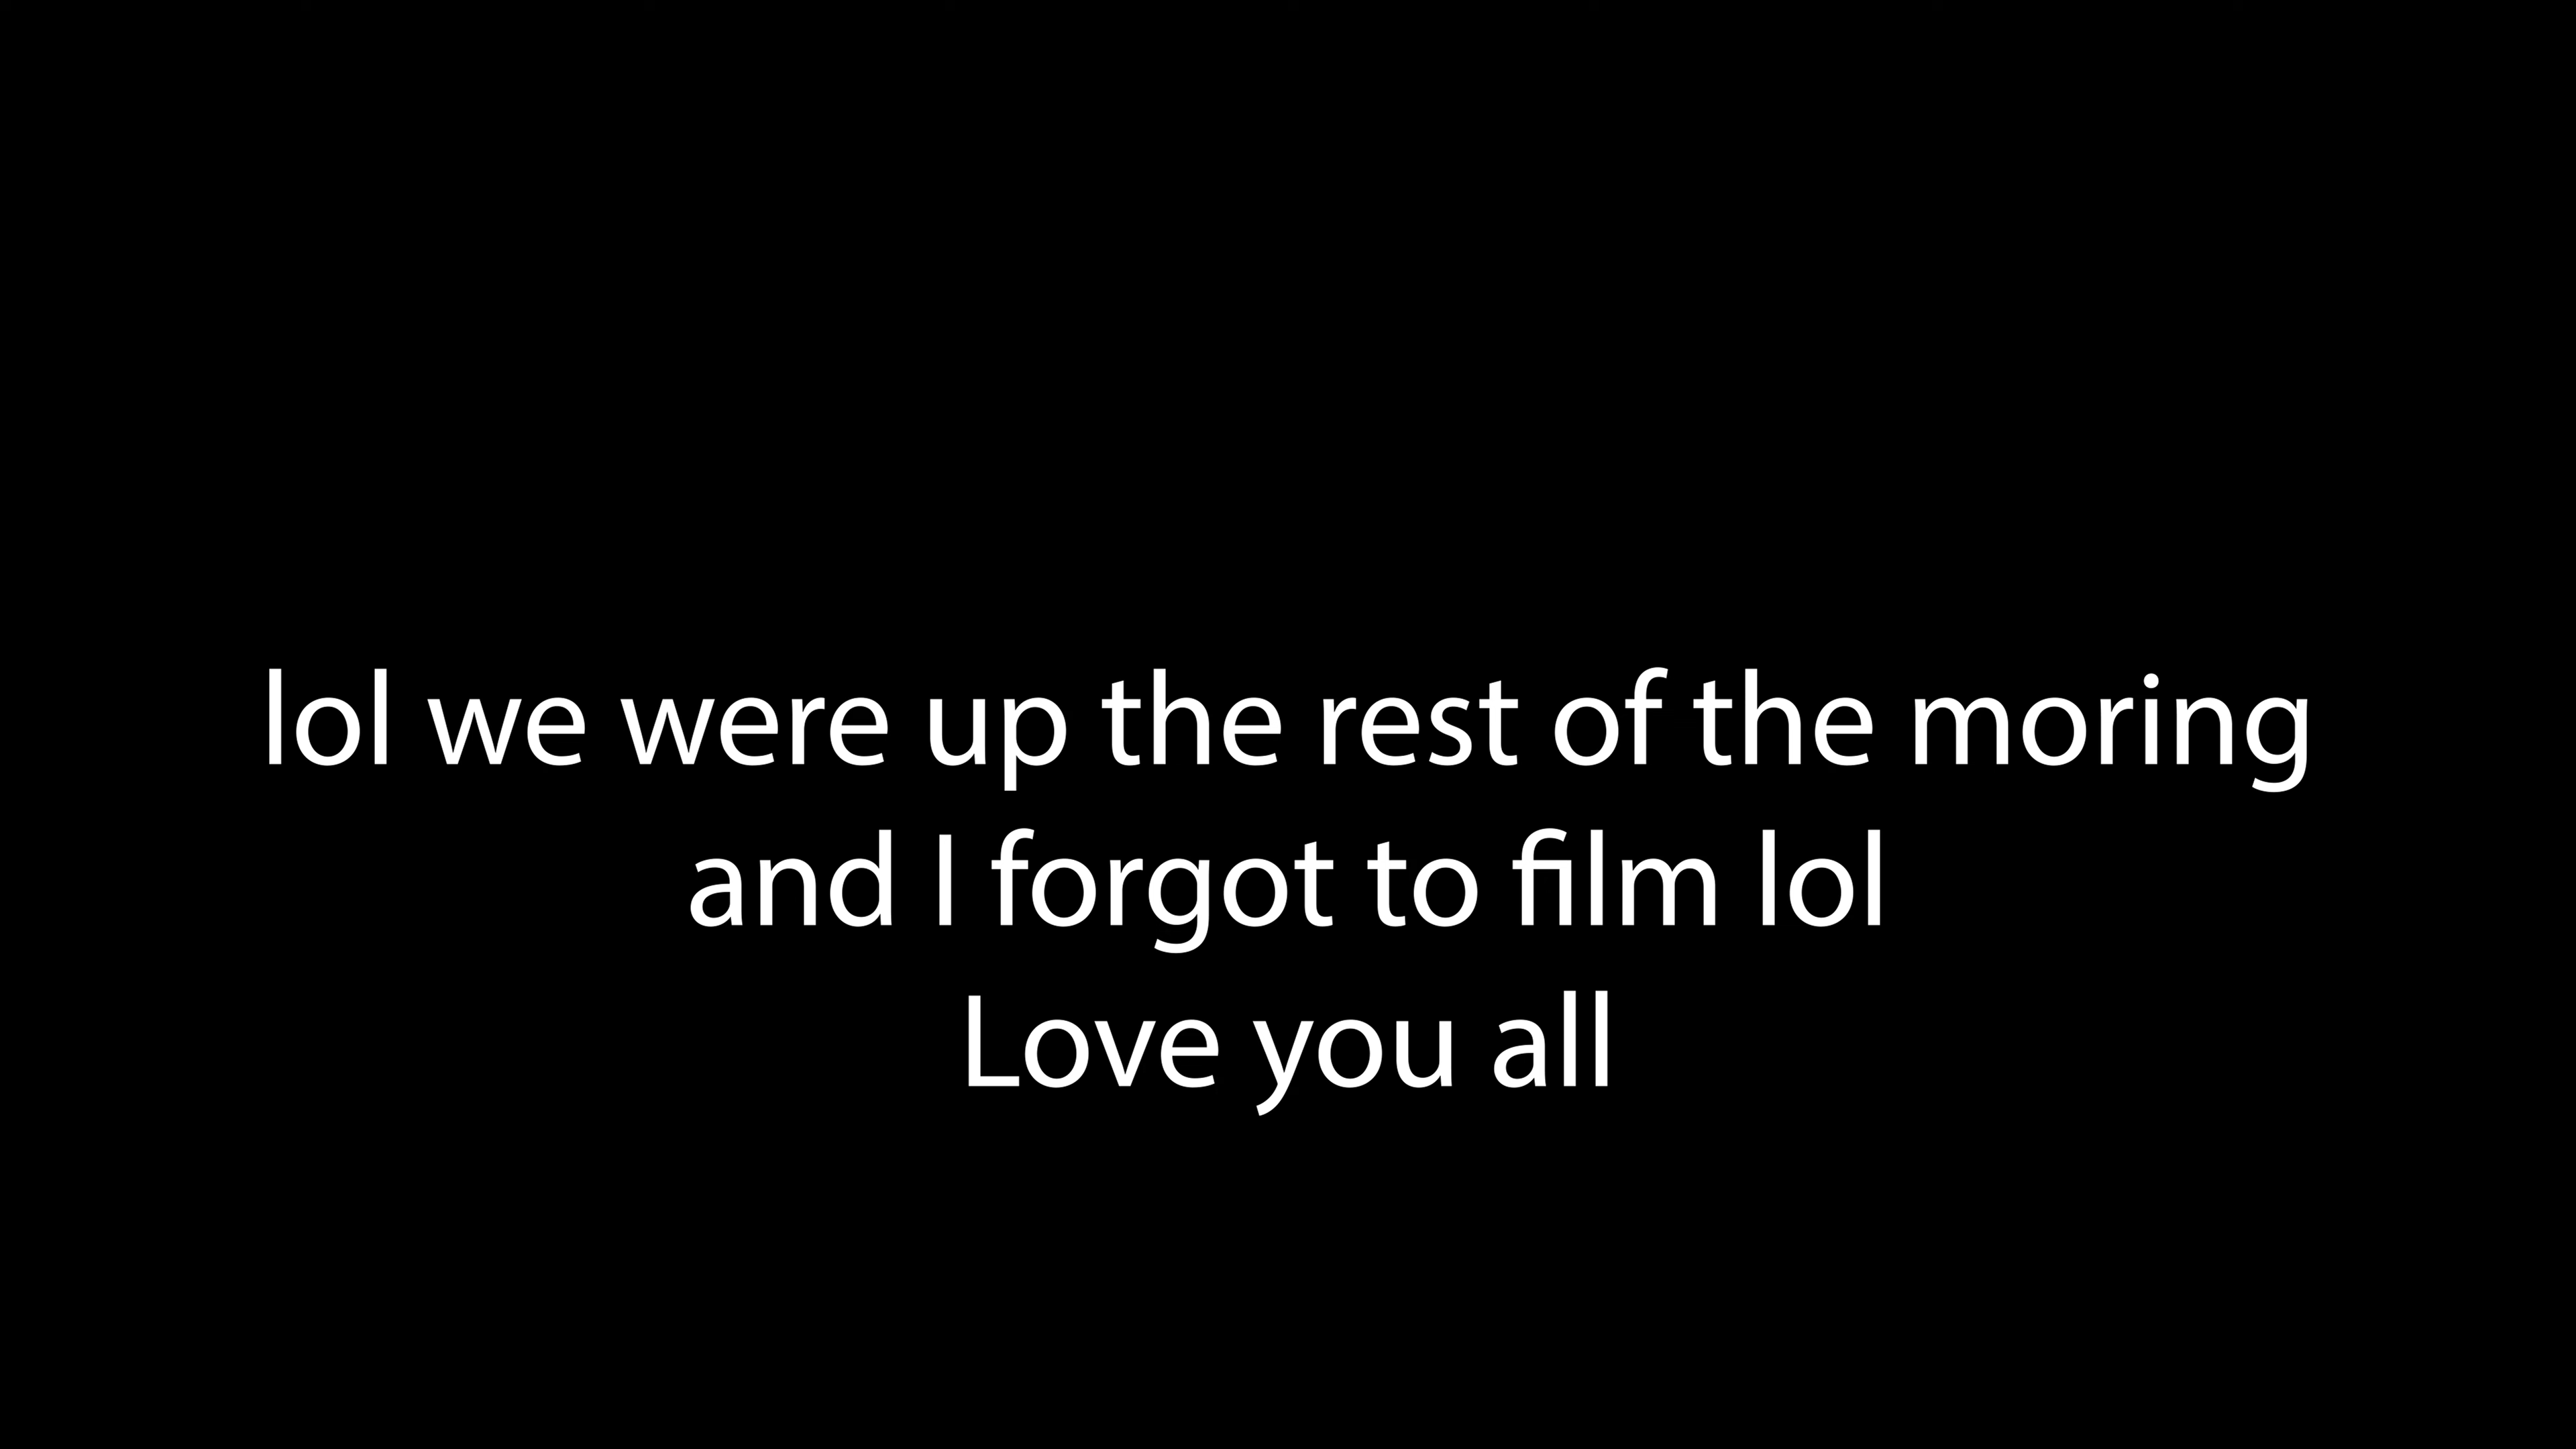 lol we were up the rest of the moring
and I forgot to film lol
Love you all